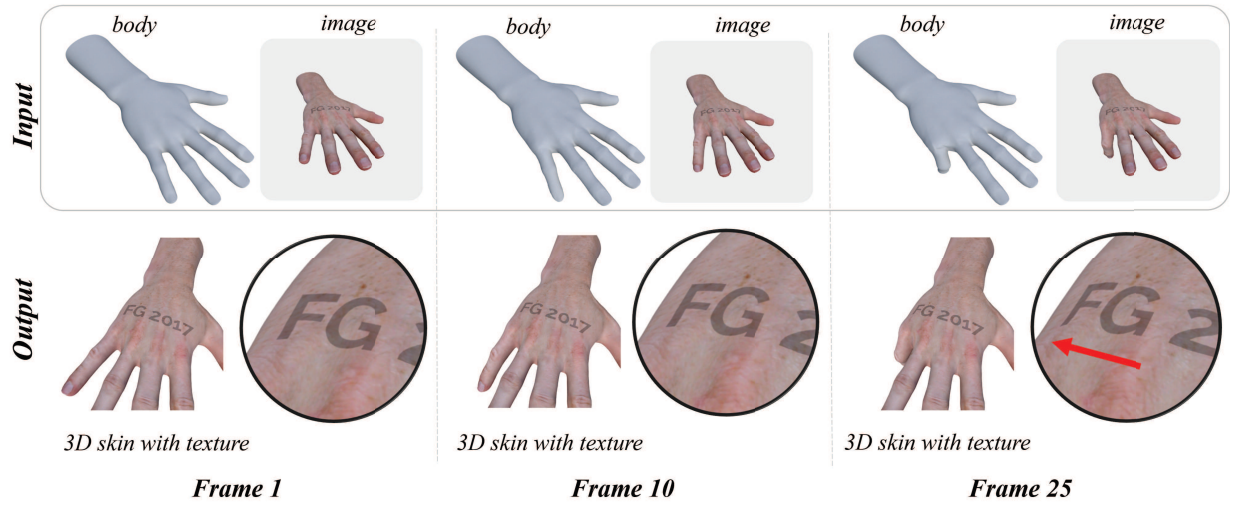 body image body image body image
Input
FG 2017 FG 2017 FG 2017
Output
FG 2017 FG 2 FG 2017 FG 2 FG 2017 FG 2
3D skin with texture 3D skin with texture 3D skin with texture
Frame 1 Frame 10 Frame 25